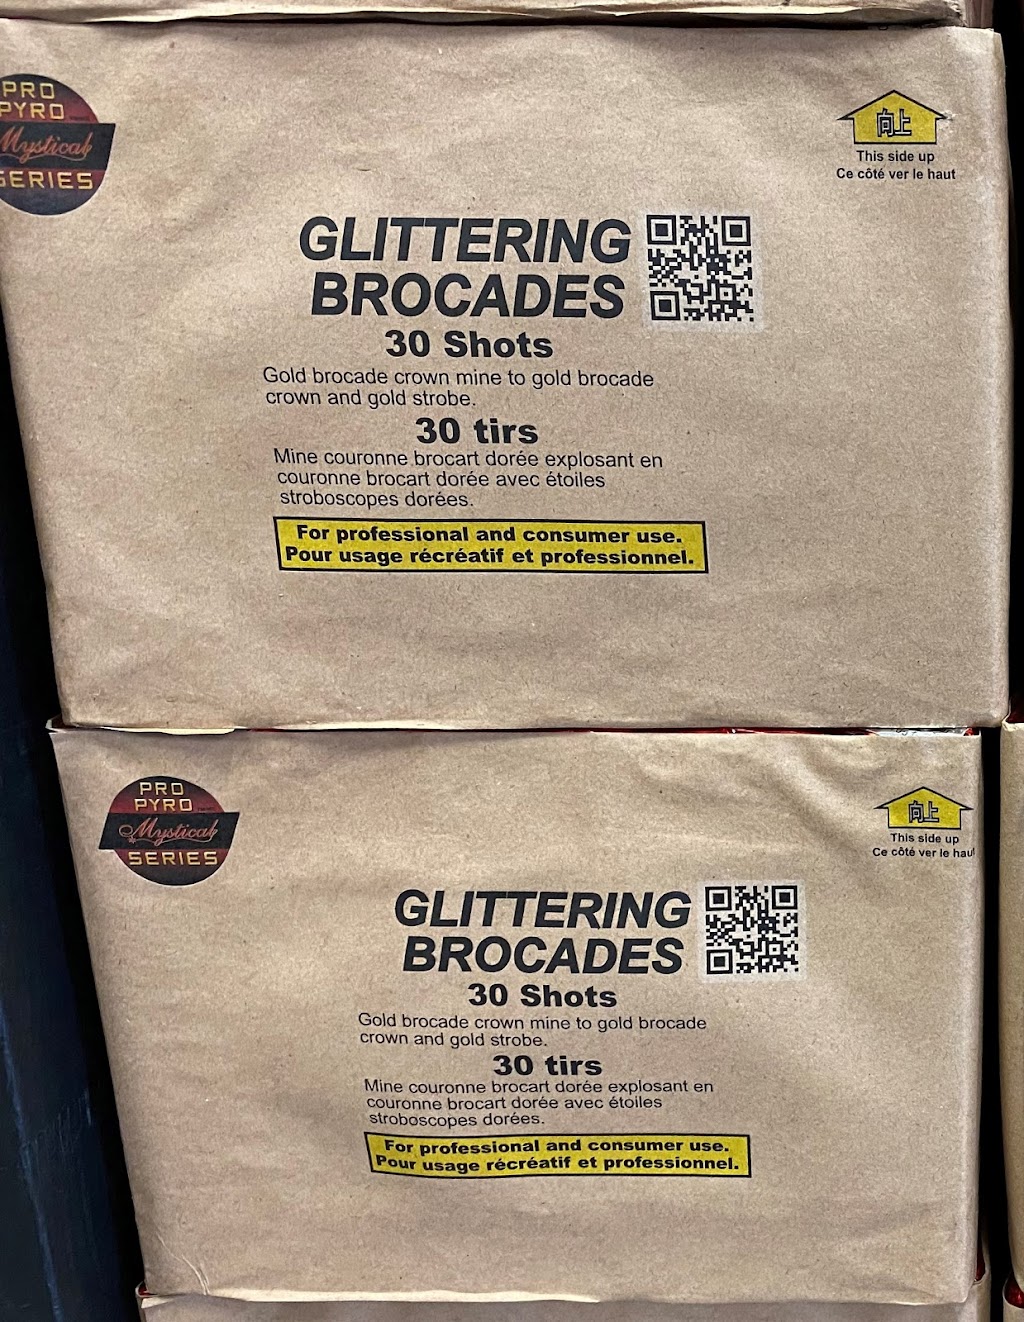 PRO
PYRO
Mystical
SERIES
向上
This side up
Ce côté ver le haut
GLITTERING
BROCADES
30 Shots
Gold brocade crown mine to gold brocade
crown and gold strobe.
30 tirs
Mine couronne brocart dorée explosant en
couronne brocart dorée avec étoiles
stroboscopes dorées.
For professional and consumer use.
Pour usage récréatif et professionnel.
PRO
PYRO
Mystical
SERIES
向上
This side up
Ce côté ver le haut
GLITTERING
BROCADES
30 Shots
Gold brocade crown mine to gold brocade
crown and gold strobe.
30 tirs
Mine couronne brocart dorée explosant en
couronne brocart dorée avec étoiles
stroboscopes dorées.
For professional and consumer use.
Pour usage récréatif et professionnel.